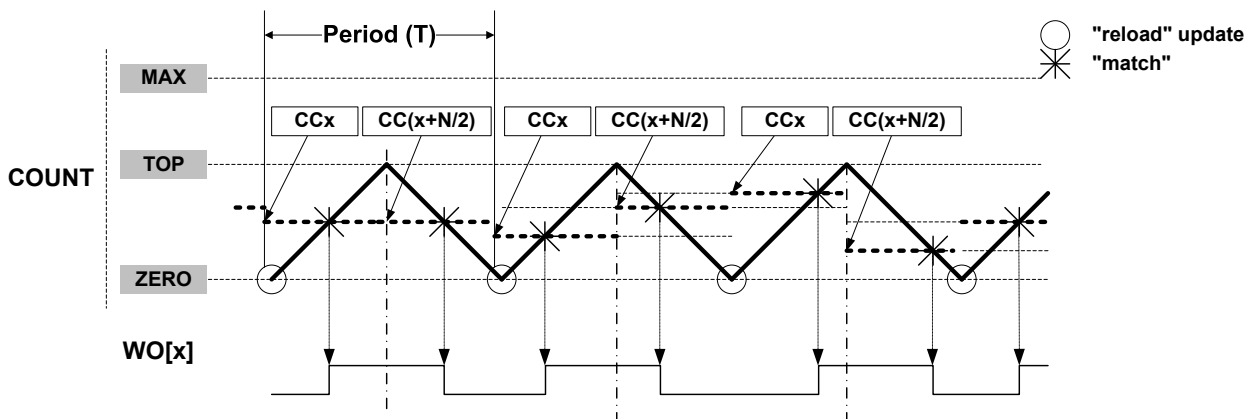 Period (T)
"reload" update
"match"
MAX
CCx CC(x+N/2) CCx CC(x+N/2) CCx CC(x+N/2)
TOP
COUNT
ZERO
WO[x]